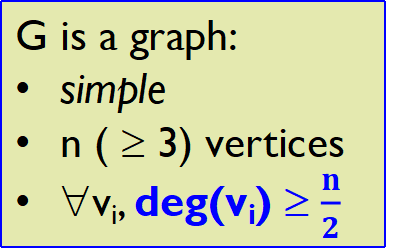 G is a graph:
• simple
• n ( ≥ 3) vertices
• ∀vᵢ, deg(vᵢ) ≥ n/2